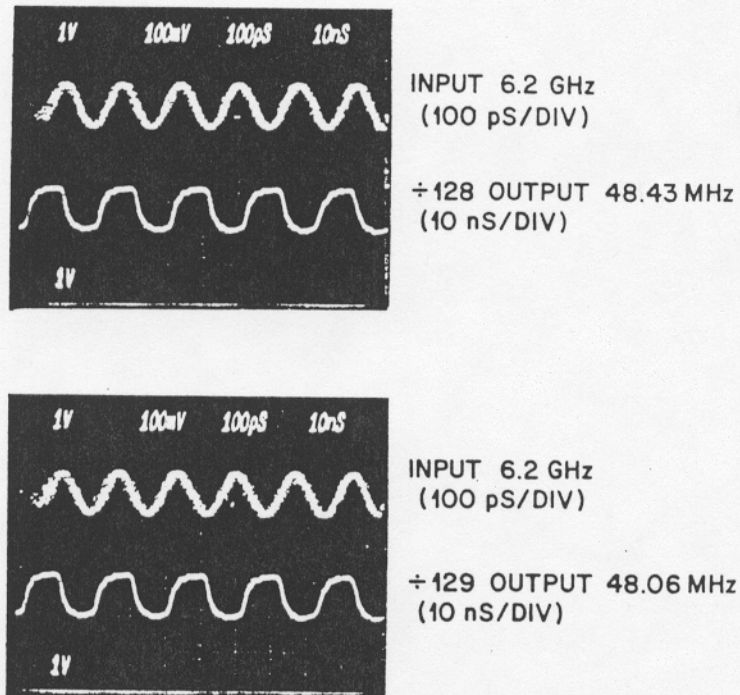 1V 100mV 100pS 10nS
INPUT 6.2 GHz
(100 pS/DIV)
÷128 OUTPUT 48.43 MHz
(10 nS/DIV)
1V
1V 100mV 100pS 10nS
INPUT 6.2 GHz
(100 pS/DIV)
÷129 OUTPUT 48.06 MHz
(10 nS/DIV)
1V